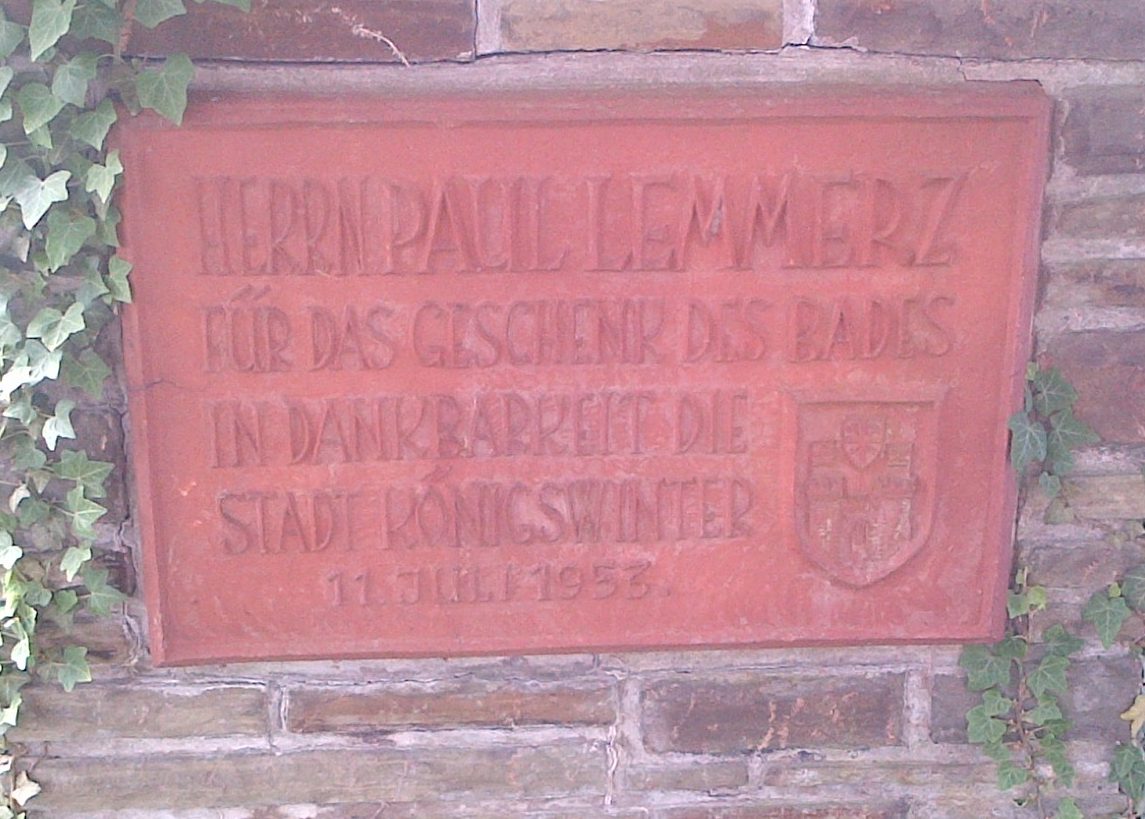 HERRN PAUL LEMMERZ
FÜR DAS GESCHENK DES BADES
IN DANKBARKEIT DIE
STADT KÖNIGSWINTER
11. JULI 1953.